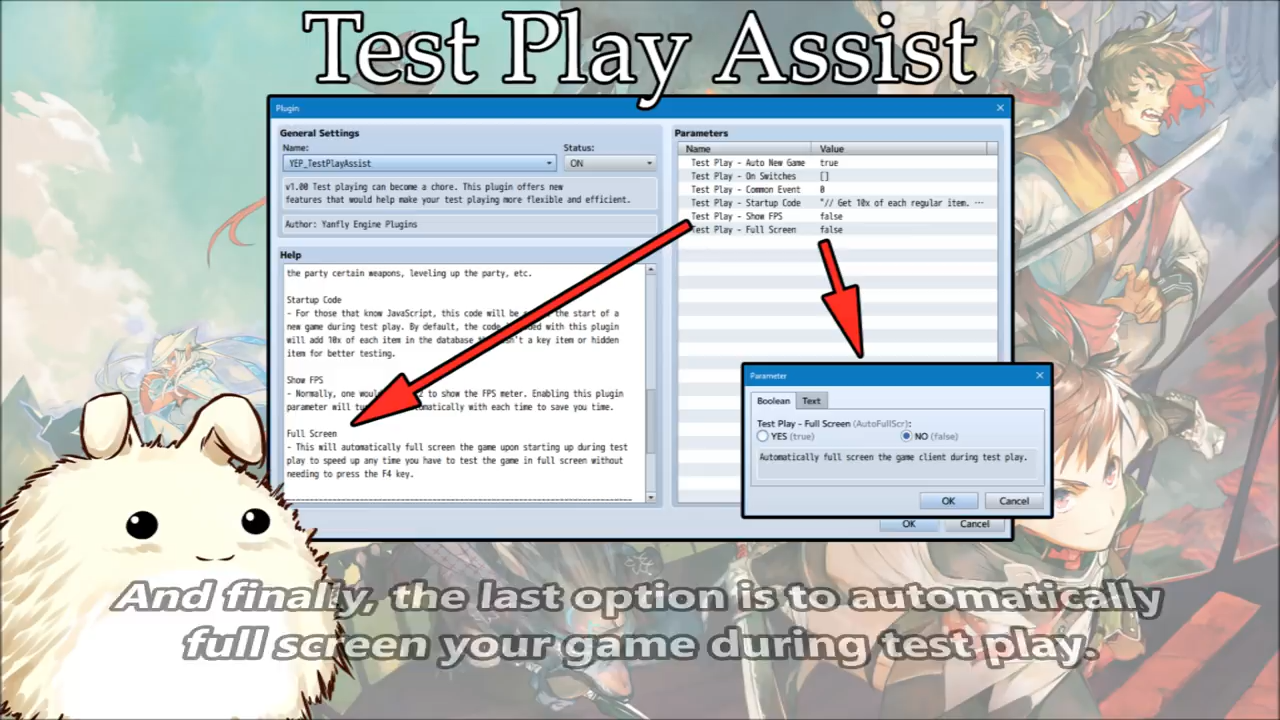 Test Play Assist
Plugin
General Settings
Name:
Status:
YEP_TestPlayAssist
ON
v1.00 Test playing can become a chore. This plugin offers new
features that would help make your test playing more flexible and efficient.
Author: Yanfly Engine Plugins
Help
the party certain weapons, leveling up the party, etc.
Startup Code
- For those that know JavaScript, this code will be the start of a
new game during test play. By default, the code with this plugin
will add 10x of each item in the database a key item or hidden
item for better testing.
Show FPS
- Normally, one to show the FPS meter. Enabling this plugin
parameter will automatically with each time to save you time.
Full Screen
- This will automatically full screen the game upon starting up during test
play to speed up any time you have to test the game in full screen without
needing to press the F4 key.
Parameters
Name Value
Test Play - Auto New Game true
Test Play - On Switches []
Test Play - Common Event 0
Test Play - Startup Code "// Get 10x of each regular item. ...
Test Play - Show FPS false
Test Play - Full Screen false
Parameter
Boolean Text
Test Play - Full Screen (AutoFullScr):
YES (true) NO (false)
Automatically full screen the game client during test play.
OK Cancel
OK Cancel
And finally, the last option is to automatically
full screen your game during test play.